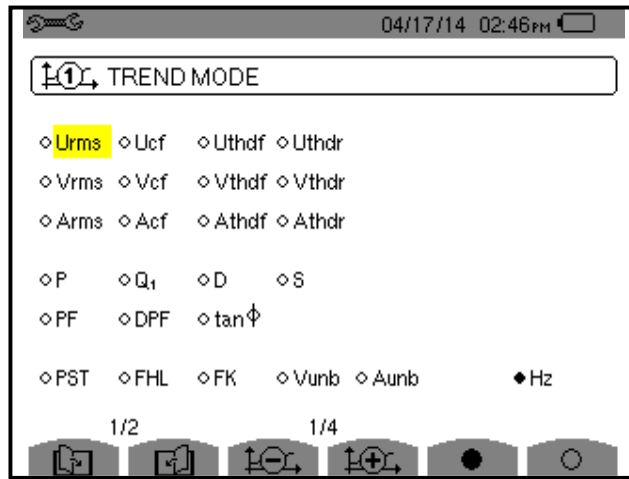 04/17/14 02:46PM
1 TREND MODE
Urms Ucf Uthdf Uthdr
Vrms Vcf Vthdf Vthdr
Arms Acf Athdf Athdr
P Q₁ D S
PF DPF tanΦ
PST FHL FK Vunb Aunb Hz
1/2 1/4